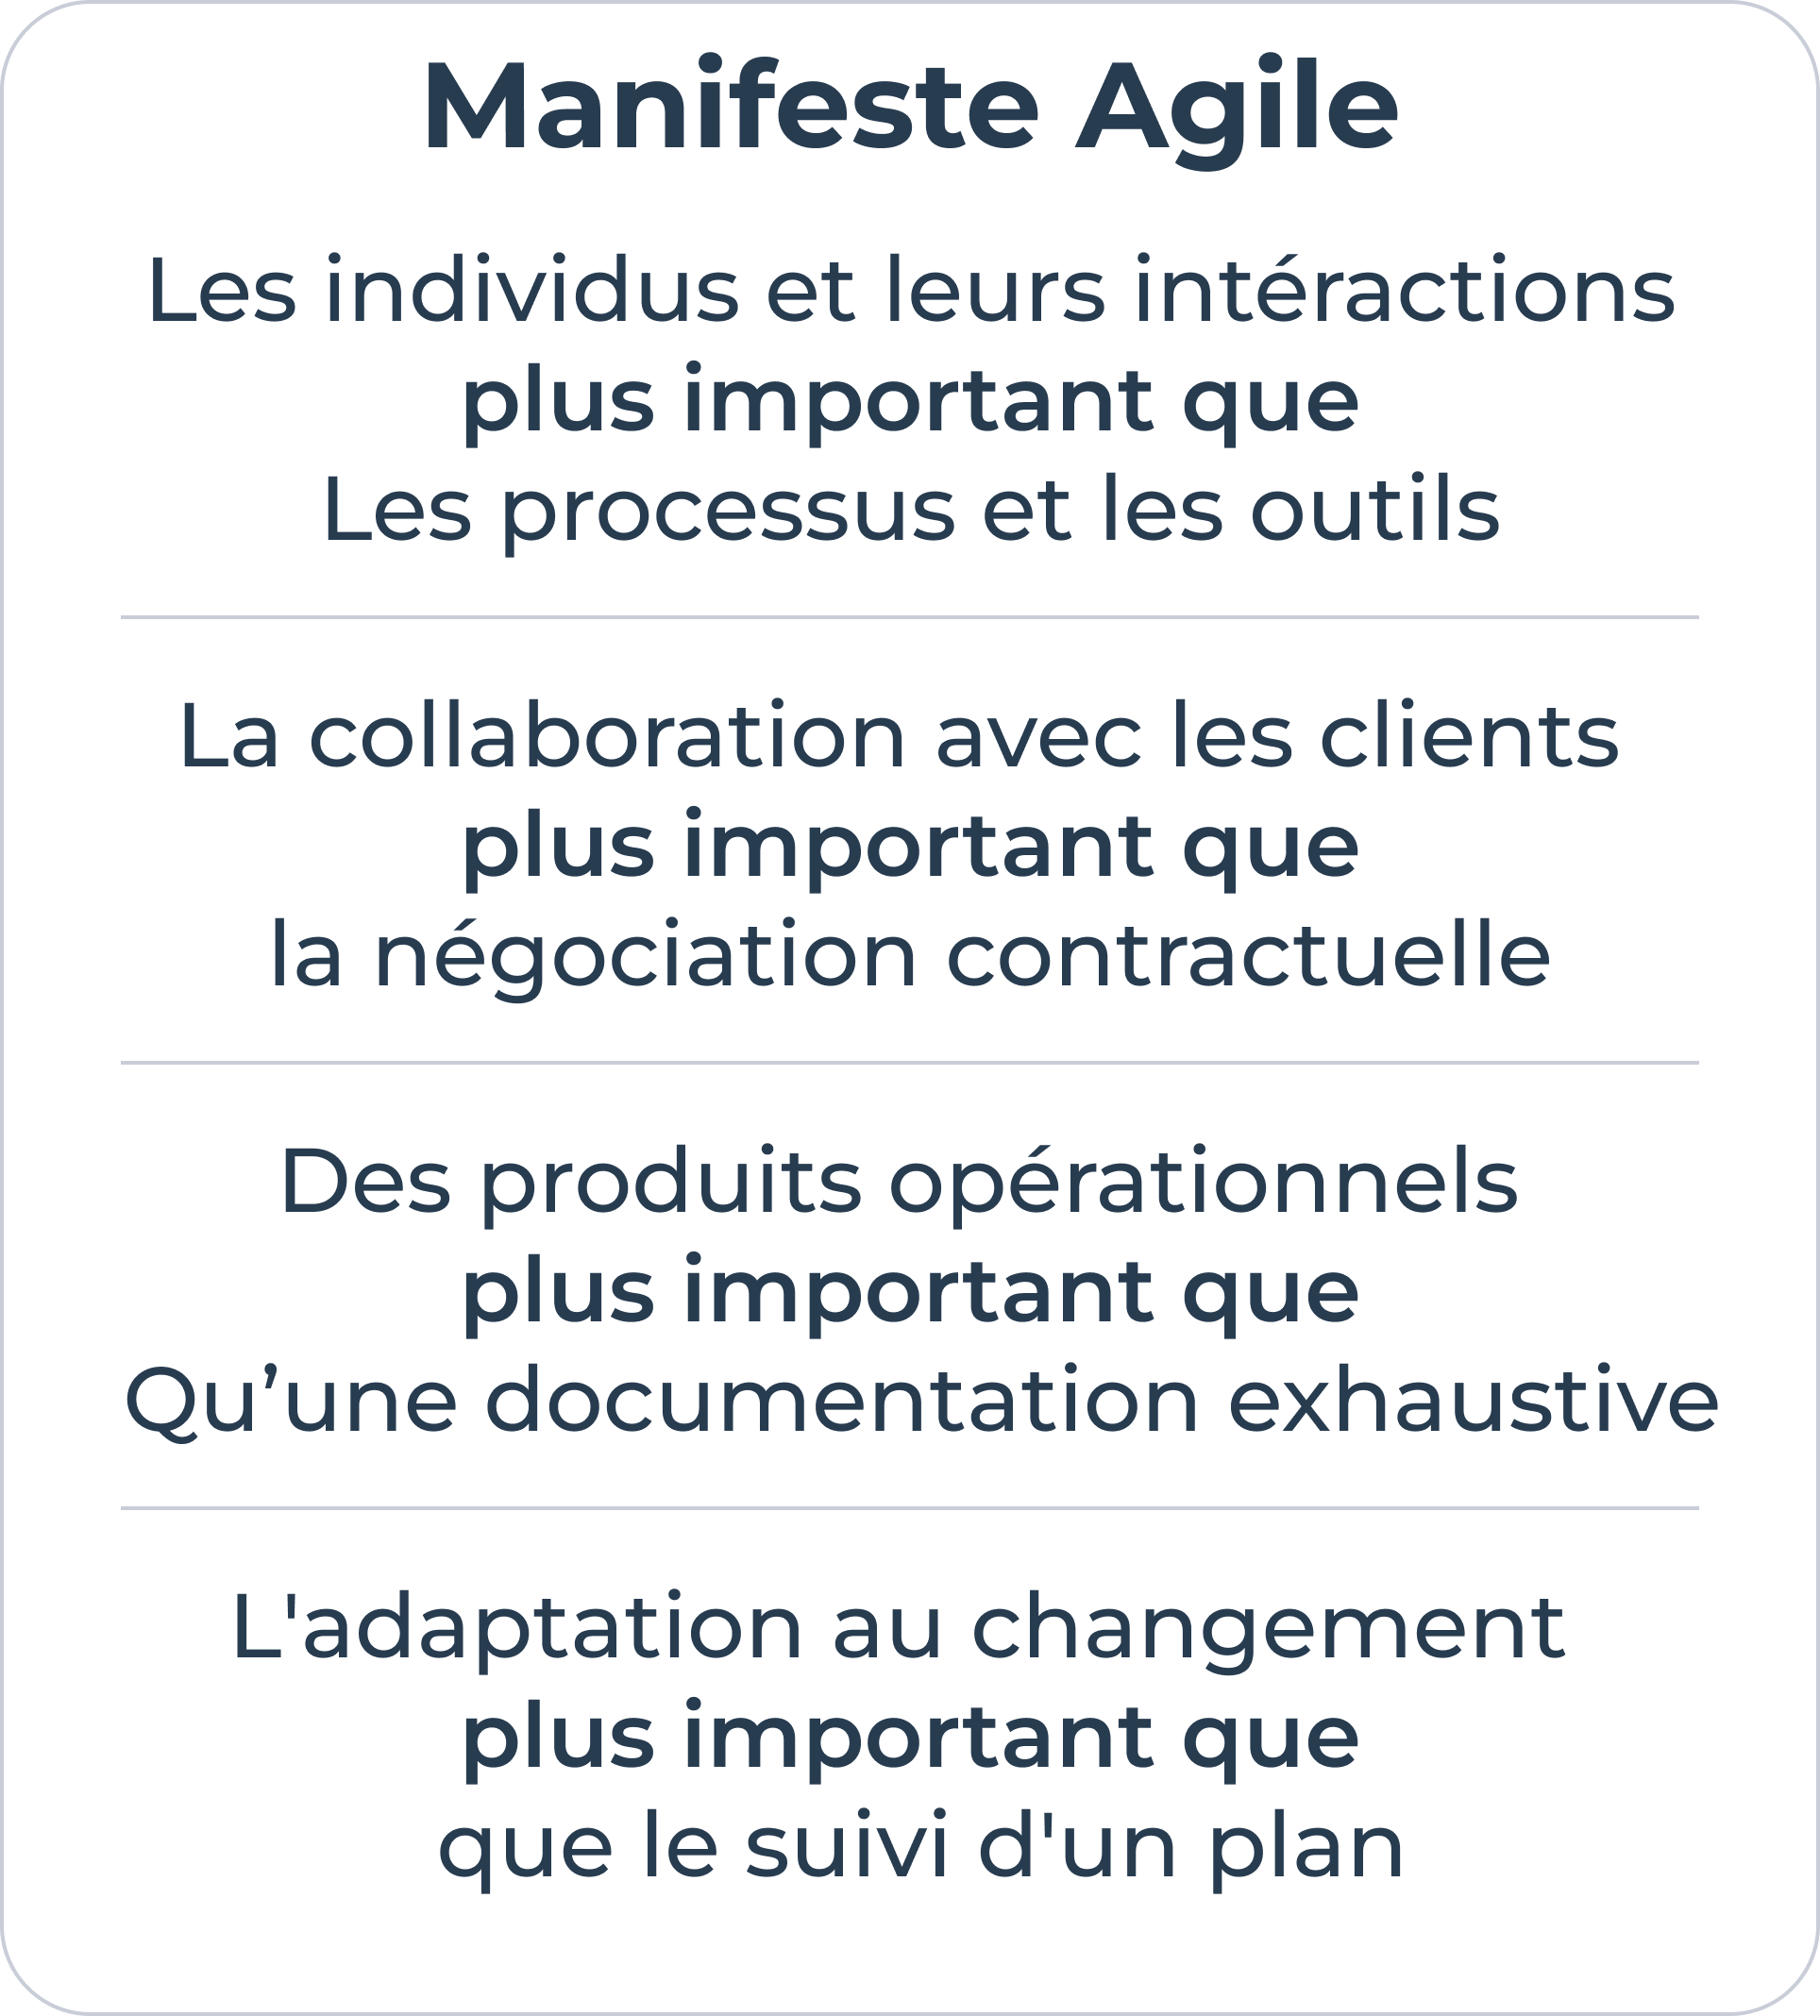 Manifeste Agile
Les individus et leurs intéractions
plus important que
Les processus et les outils
La collaboration avec les clients
plus important que
la négociation contractuelle
Des produits opérationnels
plus important que
Qu’une documentation exhaustive
L'adaptation au changement
plus important que
que le suivi d'un plan